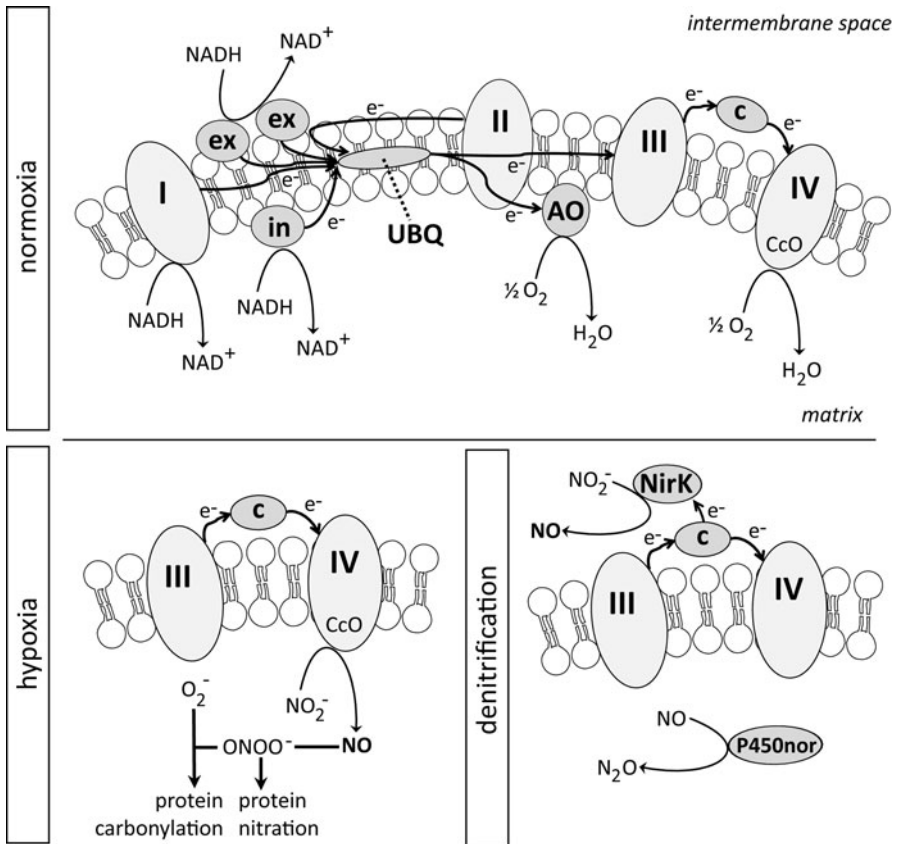 normoxia
intermembrane space
NADH
NAD+
ex
ex
e-
II
III
e-
c
e-
I
e-
in
e-
UBQ
e-
e-
AO
IV
CcO
NADH
NAD+
NADH
NAD+
½ O2
H2O
½ O2
H2O
matrix
hypoxia
e-
c
e-
III
IV
CcO
O2-
NO2-
ONOO-
NO
protein
carbonylation
protein
nitration
denitrification
NO2-
NirK
e-
NO
e-
c
e-
III
IV
NO
P450nor
N2O